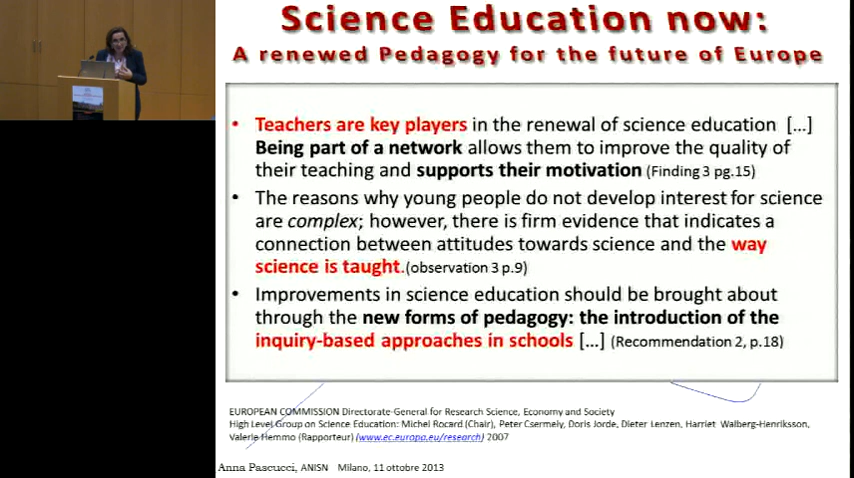 Science Education now:
A renewed Pedagogy for the future of Europe
• Teachers are key players in the renewal of science education [...]
Being part of a network allows them to improve the quality of
their teaching and supports their motivation (Finding 3 pg.15)
• The reasons why young people do not develop interest for science
are complex; however, there is firm evidence that indicates a
connection between attitudes towards science and the way
science is taught.(observation 3 p.9)
• Improvements in science education should be brought about
through the new forms of pedagogy: the introduction of the
inquiry-based approaches in schools [...] (Recommendation 2, p.18)
EUROPEAN COMMISSION Directorate-General for Research Science, Economy and Society
High Level Group on Science Education: Michel Rocard (Chair), Peter Csermely, Doris Jorde, Dieter Lenzen, Harriet Walberg-Henriksson,
Valerie Hemmo (Rapporteur) (www.ec.europa.eu/research) 2007
Anna Pascucci, ANISN Milano, 11 ottobre 2013